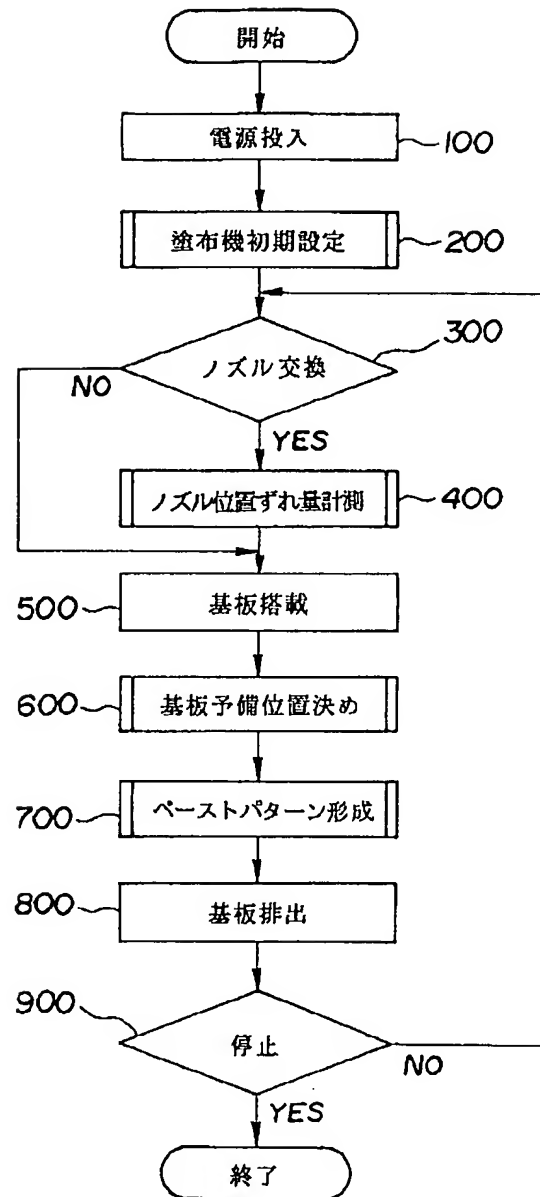 開始
電源投入 100
塗布機初期設定 200
ノズル交換 300
NO
YES
ノズル位置ずれ量計測 400
500 基板搭載
600 基板予備位置決め
700 ペーストパターン形成
800 基板排出
900 停止
NO
YES
終了